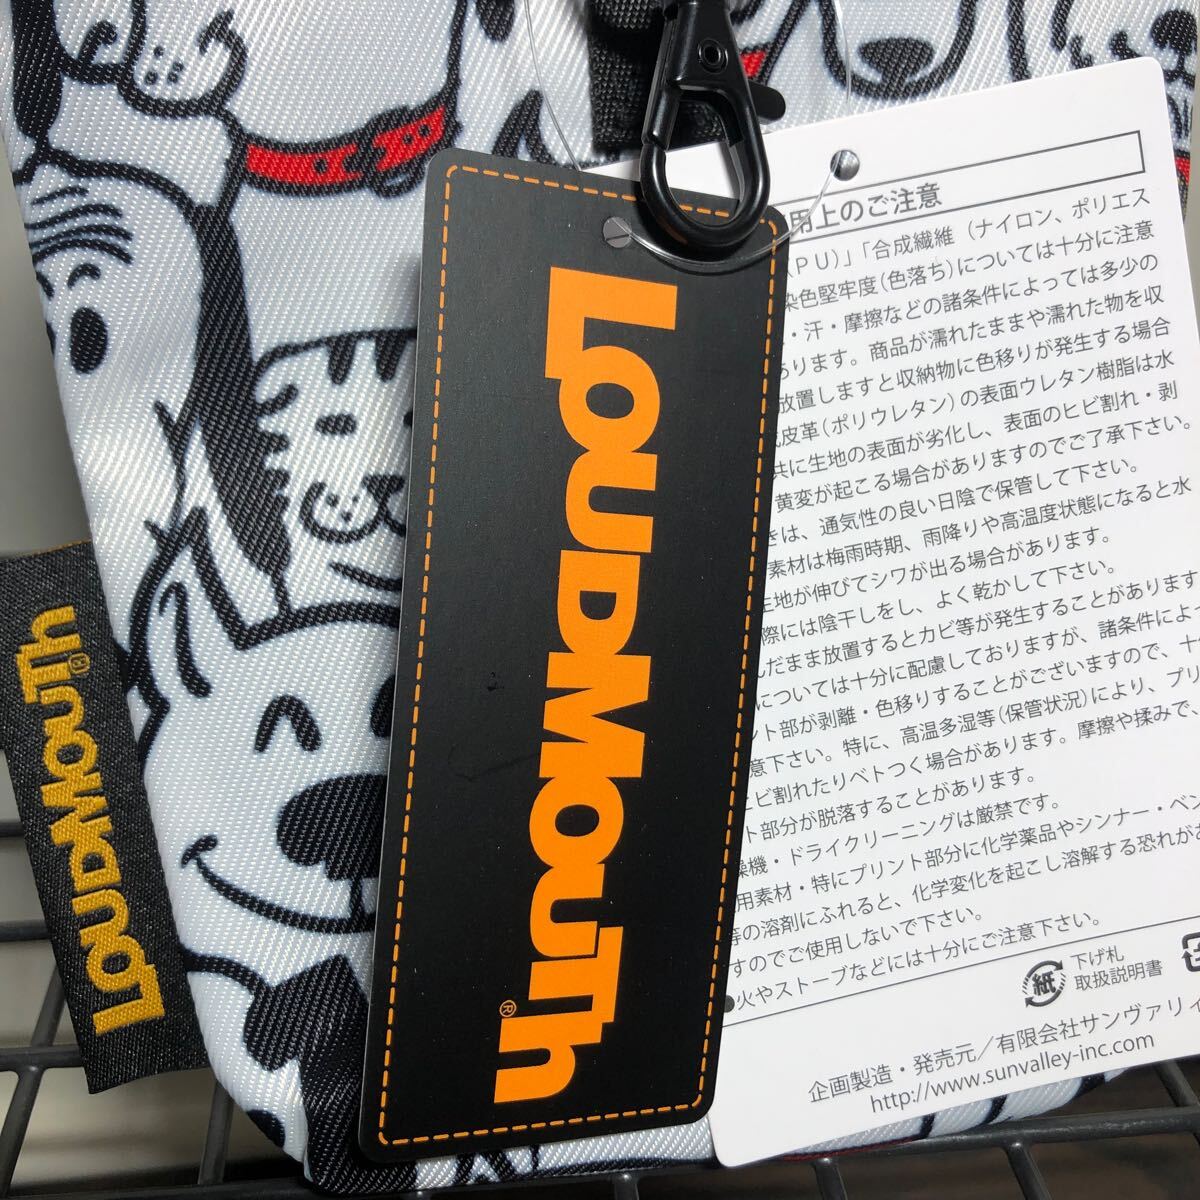 LOUDMOUTH®
LOUDMOUTH®
用上のご注意
(PU)」「合成繊維(ナイロン、ポリエス
染色堅牢度(色落ち)については十分に注意
・汗・摩擦などの諸条件によっては多少の
あります。商品が濡れたままや濡れた物を収
放置しますと収納物に色移りが発生する場合
皮革(ポリウレタン)の表面ウレタン樹脂は水
共に生地の表面が劣化し、表面のヒビ割れ・剥
黄変が起こる場合がありますのでご了承下さい。
きは、通気性の良い日陰で保管して下さい。
素材は梅雨時期、雨降りや高温度状態になると水
生地が伸びてシワが出る場合があります。
際には陰干しをし、よく乾かして下さい。
んだまま放置するとカビ等が発生することがあります
については十分に配慮しておりますが、諸条件によ
ント部が剥離・色移りすることがございますので、十
意下さい。特に、高温多湿等(保管状況)により、プリ
ヒビ割れたりベトつく場合があります。摩擦や揉みで、
ト部分が脱落することがあります。
燥機・ドライクリーニングは厳禁です。
用素材・特にプリント部分に化学薬品やシンナー・ベン
等の溶剤にふれると、化学変化を起こし溶解する恐れがあ
すのでご使用しないで下さい。
●火やストーブなどには十分にご注意下さい。
紙
下げ札
取扱説明書
企画製造・発売元/有限会社サンヴァリィ
http://www.sunvalley-inc.com